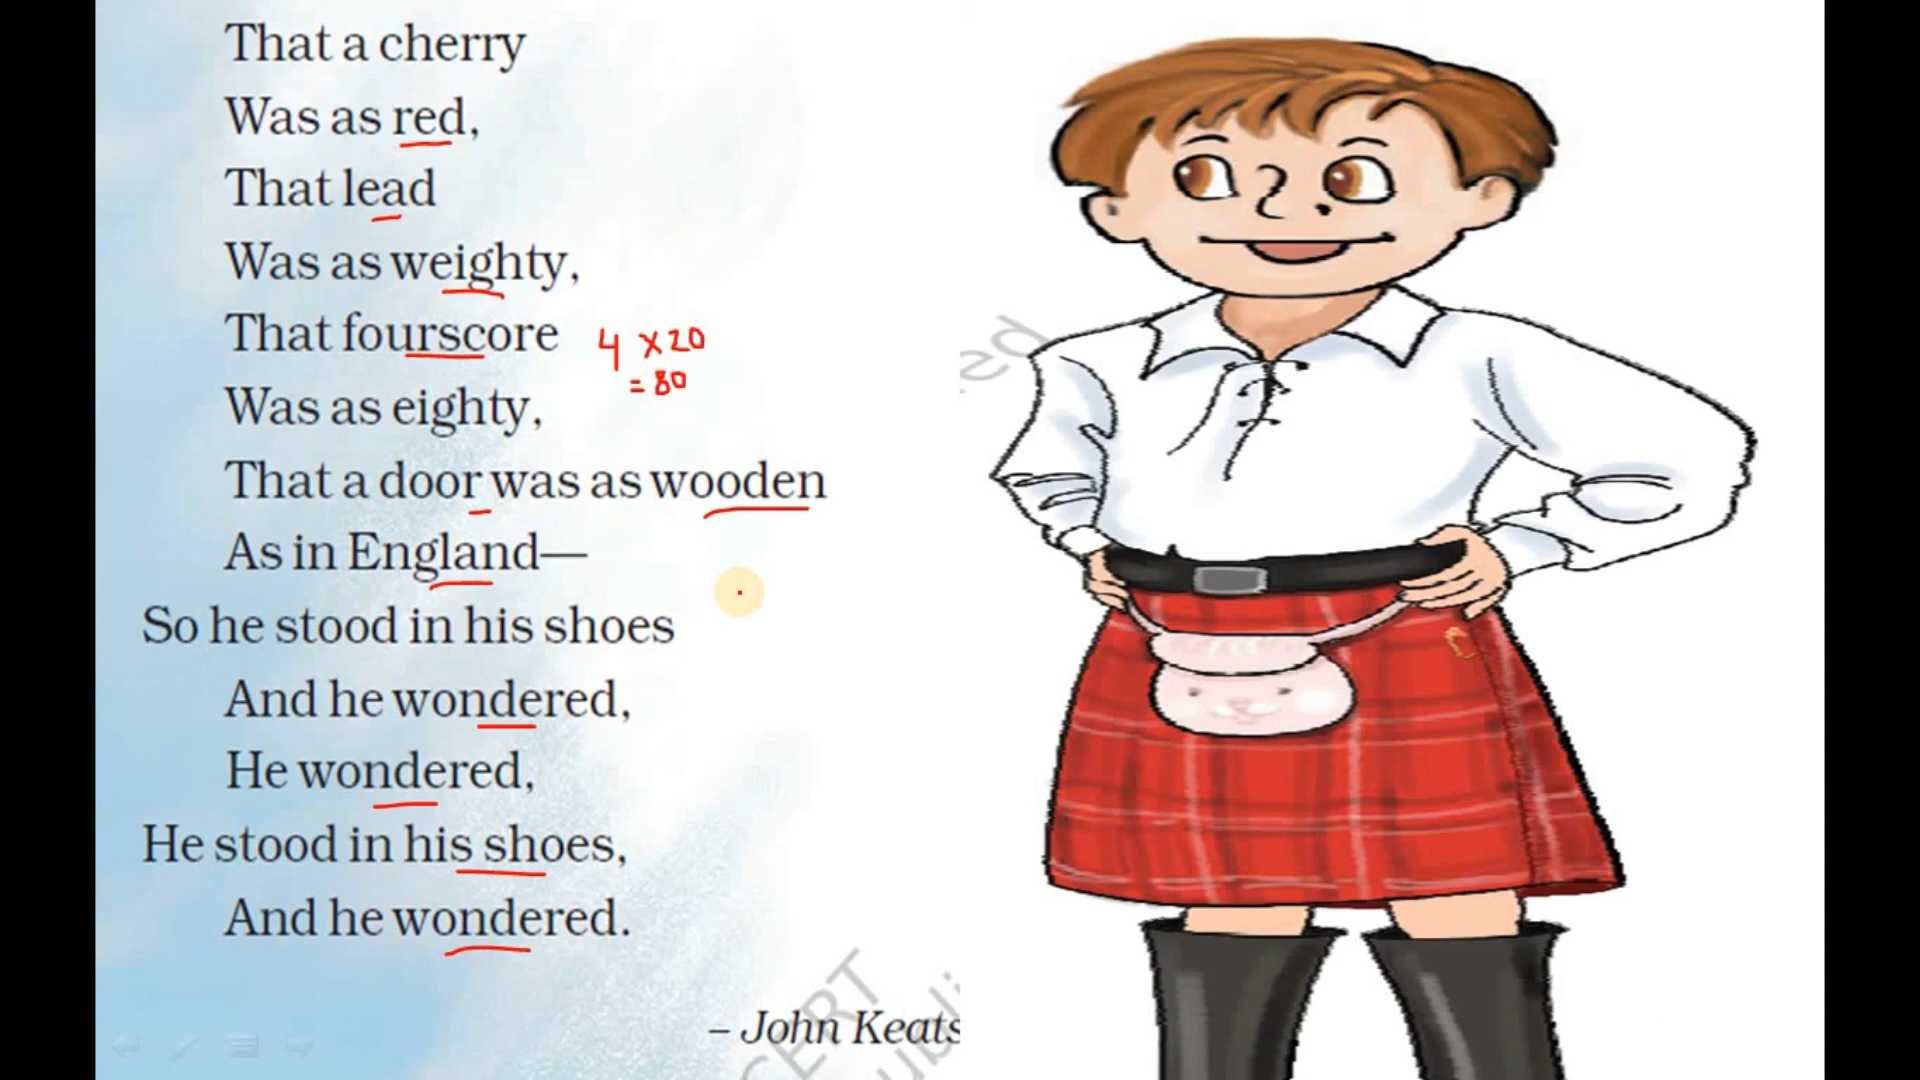 That a cherry
Was as red,
That lead
Was as weighty,
That fourscore
4 x 20
= 80
Was as eighty,
That a door was as wooden
As in England—
So he stood in his shoes
And he wondered,
He wondered,
He stood in his shoes,
And he wondered.
– John Keats